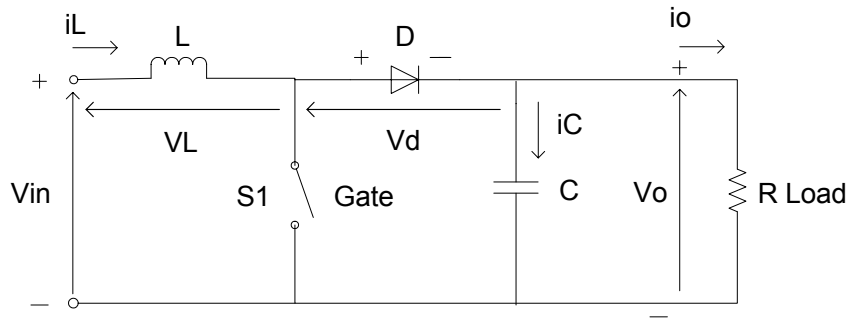 iL L D io
+ + − +
VL Vd iC
Vin S1 Gate C Vo R Load
− −